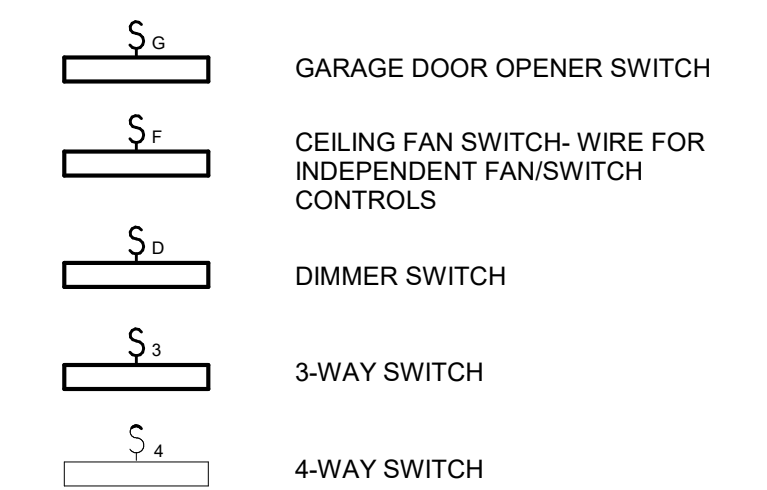 S G
GARAGE DOOR OPENER SWITCH
S F
CEILING FAN SWITCH- WIRE FOR
INDEPENDENT FAN/SWITCH
CONTROLS
S D
DIMMER SWITCH
S 3
3-WAY SWITCH
S 4
4-WAY SWITCH